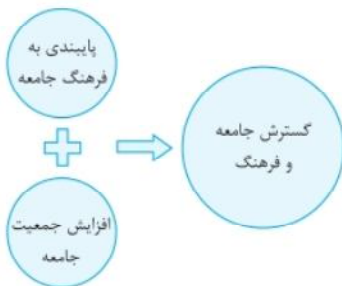 پایبندی به
فرهنگ جامعه
افزایش جمعیت
جامعه
گسترش جامعه
و فرهنگ